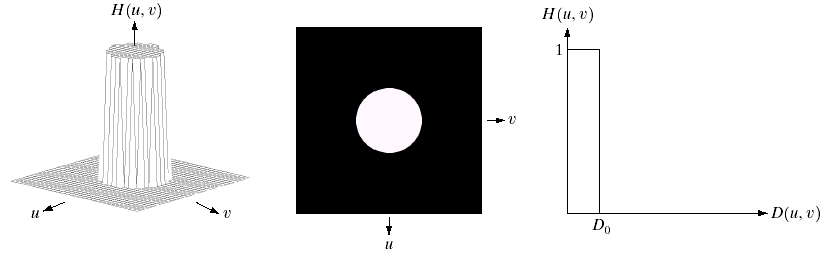 H(u, v)
u
v
v
u
H(u, v)
1
D₀
D(u, v)